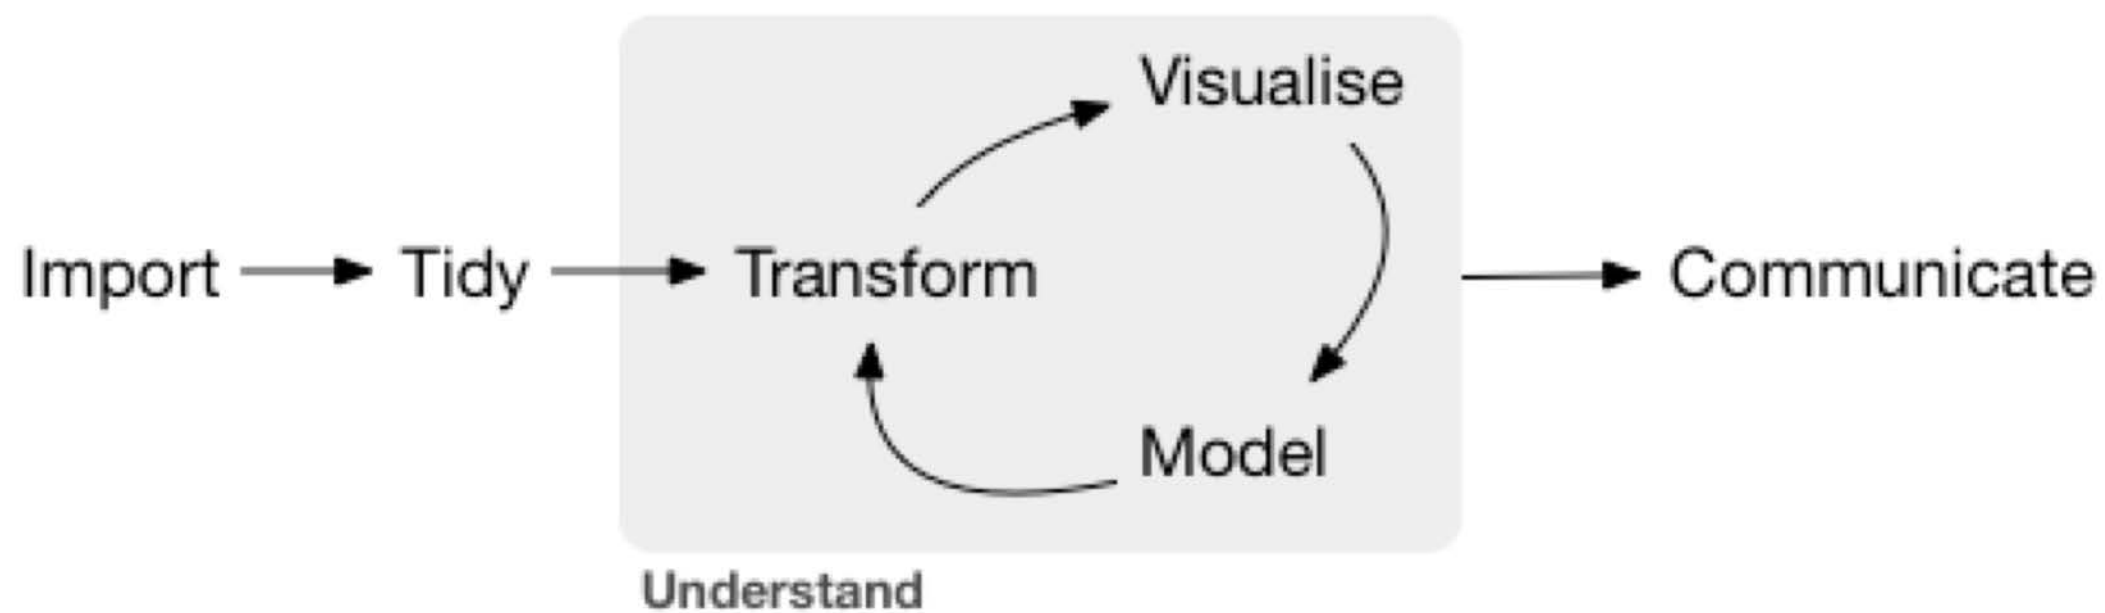 Visualise
Import
Tidy
Transform
Communicate
Model
Understand